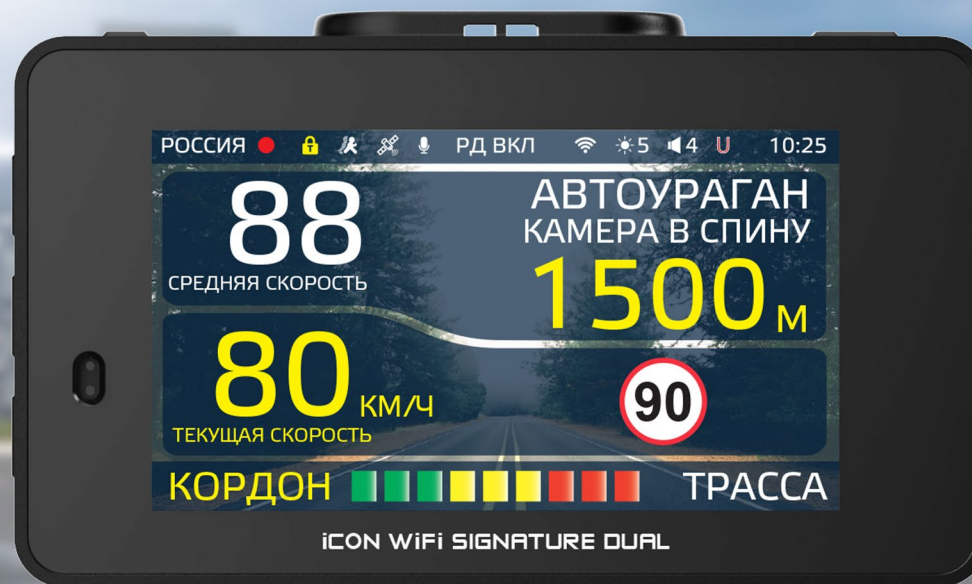 РОССИЯ РД ВКЛ 5 4 10:25
88
СРЕДНЯЯ СКОРОСТЬ
АВТОУРАГАН
КАМЕРА В СПИНУ
1500 М
80 КМ/Ч
ТЕКУЩАЯ СКОРОСТЬ
90
КОРДОН ТРАССА
iCON WiFi SIGNATURE DUAL